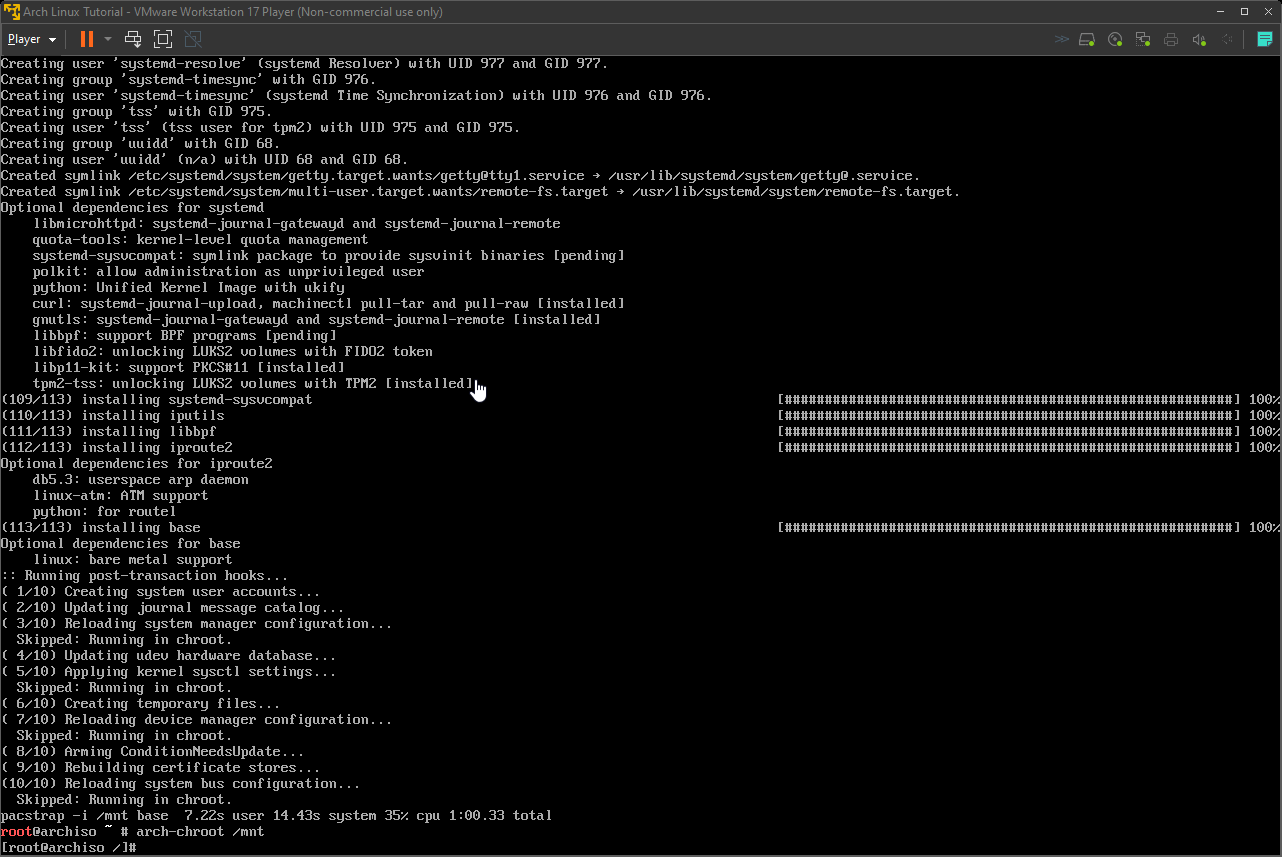 Arch Linux Tutorial - VMware Workstation 17 Player (Non-commercial use only)
Player
Creating user 'systemd-resolve' (systemd Resolver) with UID 977 and GID 977.
Creating group 'systemd-timesync' with GID 976.
Creating user 'systemd-timesync' (systemd Time Synchronization) with UID 976 and GID 976.
Creating group 'tss' with GID 975.
Creating user 'tss' (tss user for tpm2) with UID 975 and GID 975.
Creating group 'uuidd' with GID 68.
Creating user 'uuidd' (n/a) with UID 68 and GID 68.
Created symlink /etc/systemd/system/getty.target.wants/getty@tty1.service → /usr/lib/systemd/system/getty@.service.
Created symlink /etc/systemd/system/multi-user.target.wants/remote-fs.target → /usr/lib/systemd/system/remote-fs.target.
Optional dependencies for systemd
    libmicrohttpd: systemd-journal-gatewayd and systemd-journal-remote
    quota-tools: kernel-level quota management
    systemd-sysvcompat: symlink package to provide sysvinit binaries [pending]
    polkit: allow administration as unprivileged user
    python: Unified Kernel Image with ukify
    curl: systemd-journal-upload, machinectl pull-tar and pull-raw [installed]
    gnutls: systemd-journal-gatewayd and systemd-journal-remote [installed]
    libbpf: support BPF programs [pending]
    libfido2: unlocking LUKS2 volumes with FIDO2 token
    libp11-kit: support PKCS#11 [installed]
    tpm2-tss: unlocking LUKS2 volumes with TPM2 [installed]
(109/113) installing systemd-sysvcompat [########################################################] 100%
(110/113) installing iputils [########################################################] 100%
(111/113) installing libbpf [########################################################] 100%
(112/113) installing iproute2 [########################################################] 100%
Optional dependencies for iproute2
    db5.3: userspace arp daemon
    linux-atm: ATM support
    python: for routel
(113/113) installing base [########################################################] 100%
Optional dependencies for base
    linux: bare metal support
:: Running post-transaction hooks...
( 1/10) Creating system user accounts...
( 2/10) Updating journal message catalog...
( 3/10) Reloading system manager configuration...
  Skipped: Running in chroot.
( 4/10) Updating udev hardware database...
( 5/10) Applying kernel sysctl settings...
  Skipped: Running in chroot.
( 6/10) Creating temporary files...
( 7/10) Reloading device manager configuration...
  Skipped: Running in chroot.
( 8/10) Arming ConditionNeedsUpdate...
( 9/10) Rebuilding certificate stores...
(10/10) Reloading system bus configuration...
  Skipped: Running in chroot.
pacstrap -i /mnt base  7.22s user 14.43s system 35% cpu 1:00.33 total
root@archiso ~ # arch-chroot /mnt
[root@archiso /]#